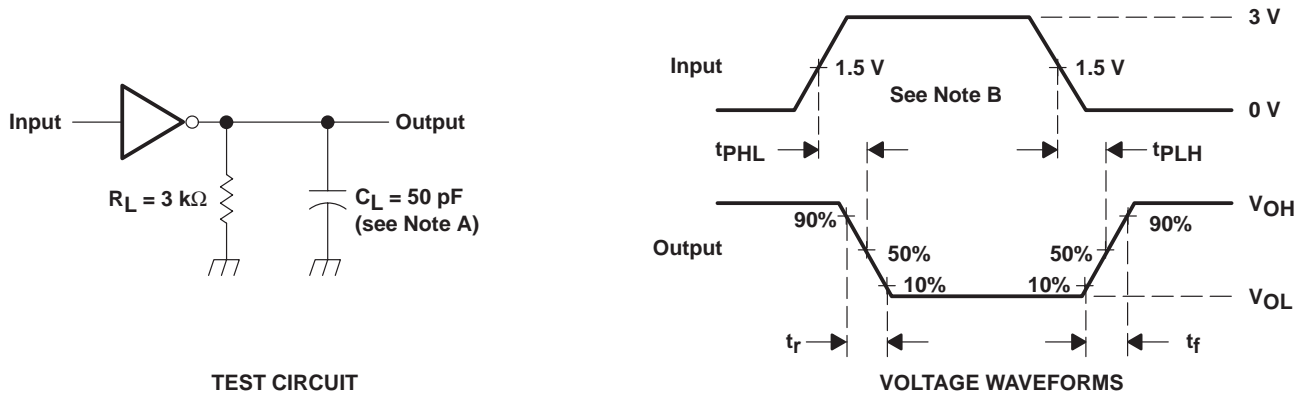 Input
Output
RL = 3 kΩ
CL = 50 pF
(see Note A)
TEST CIRCUIT
3 V
Input
1.5 V
1.5 V
See Note B
0 V
tPHL
tPLH
VOH
90%
90%
Output
50%
50%
10%
10%
VOL
tr
tf
VOLTAGE WAVEFORMS